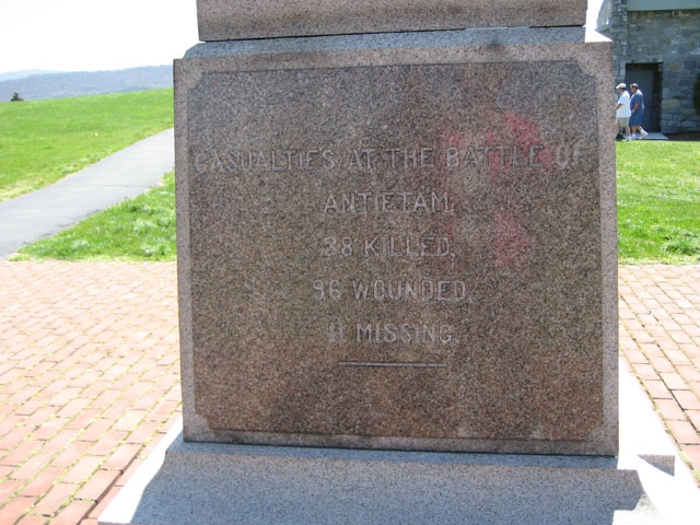 CASUALTIES AT THE BATTLE OF
ANTIETAM.
38 KILLED.
96 WOUNDED.
11 MISSING.